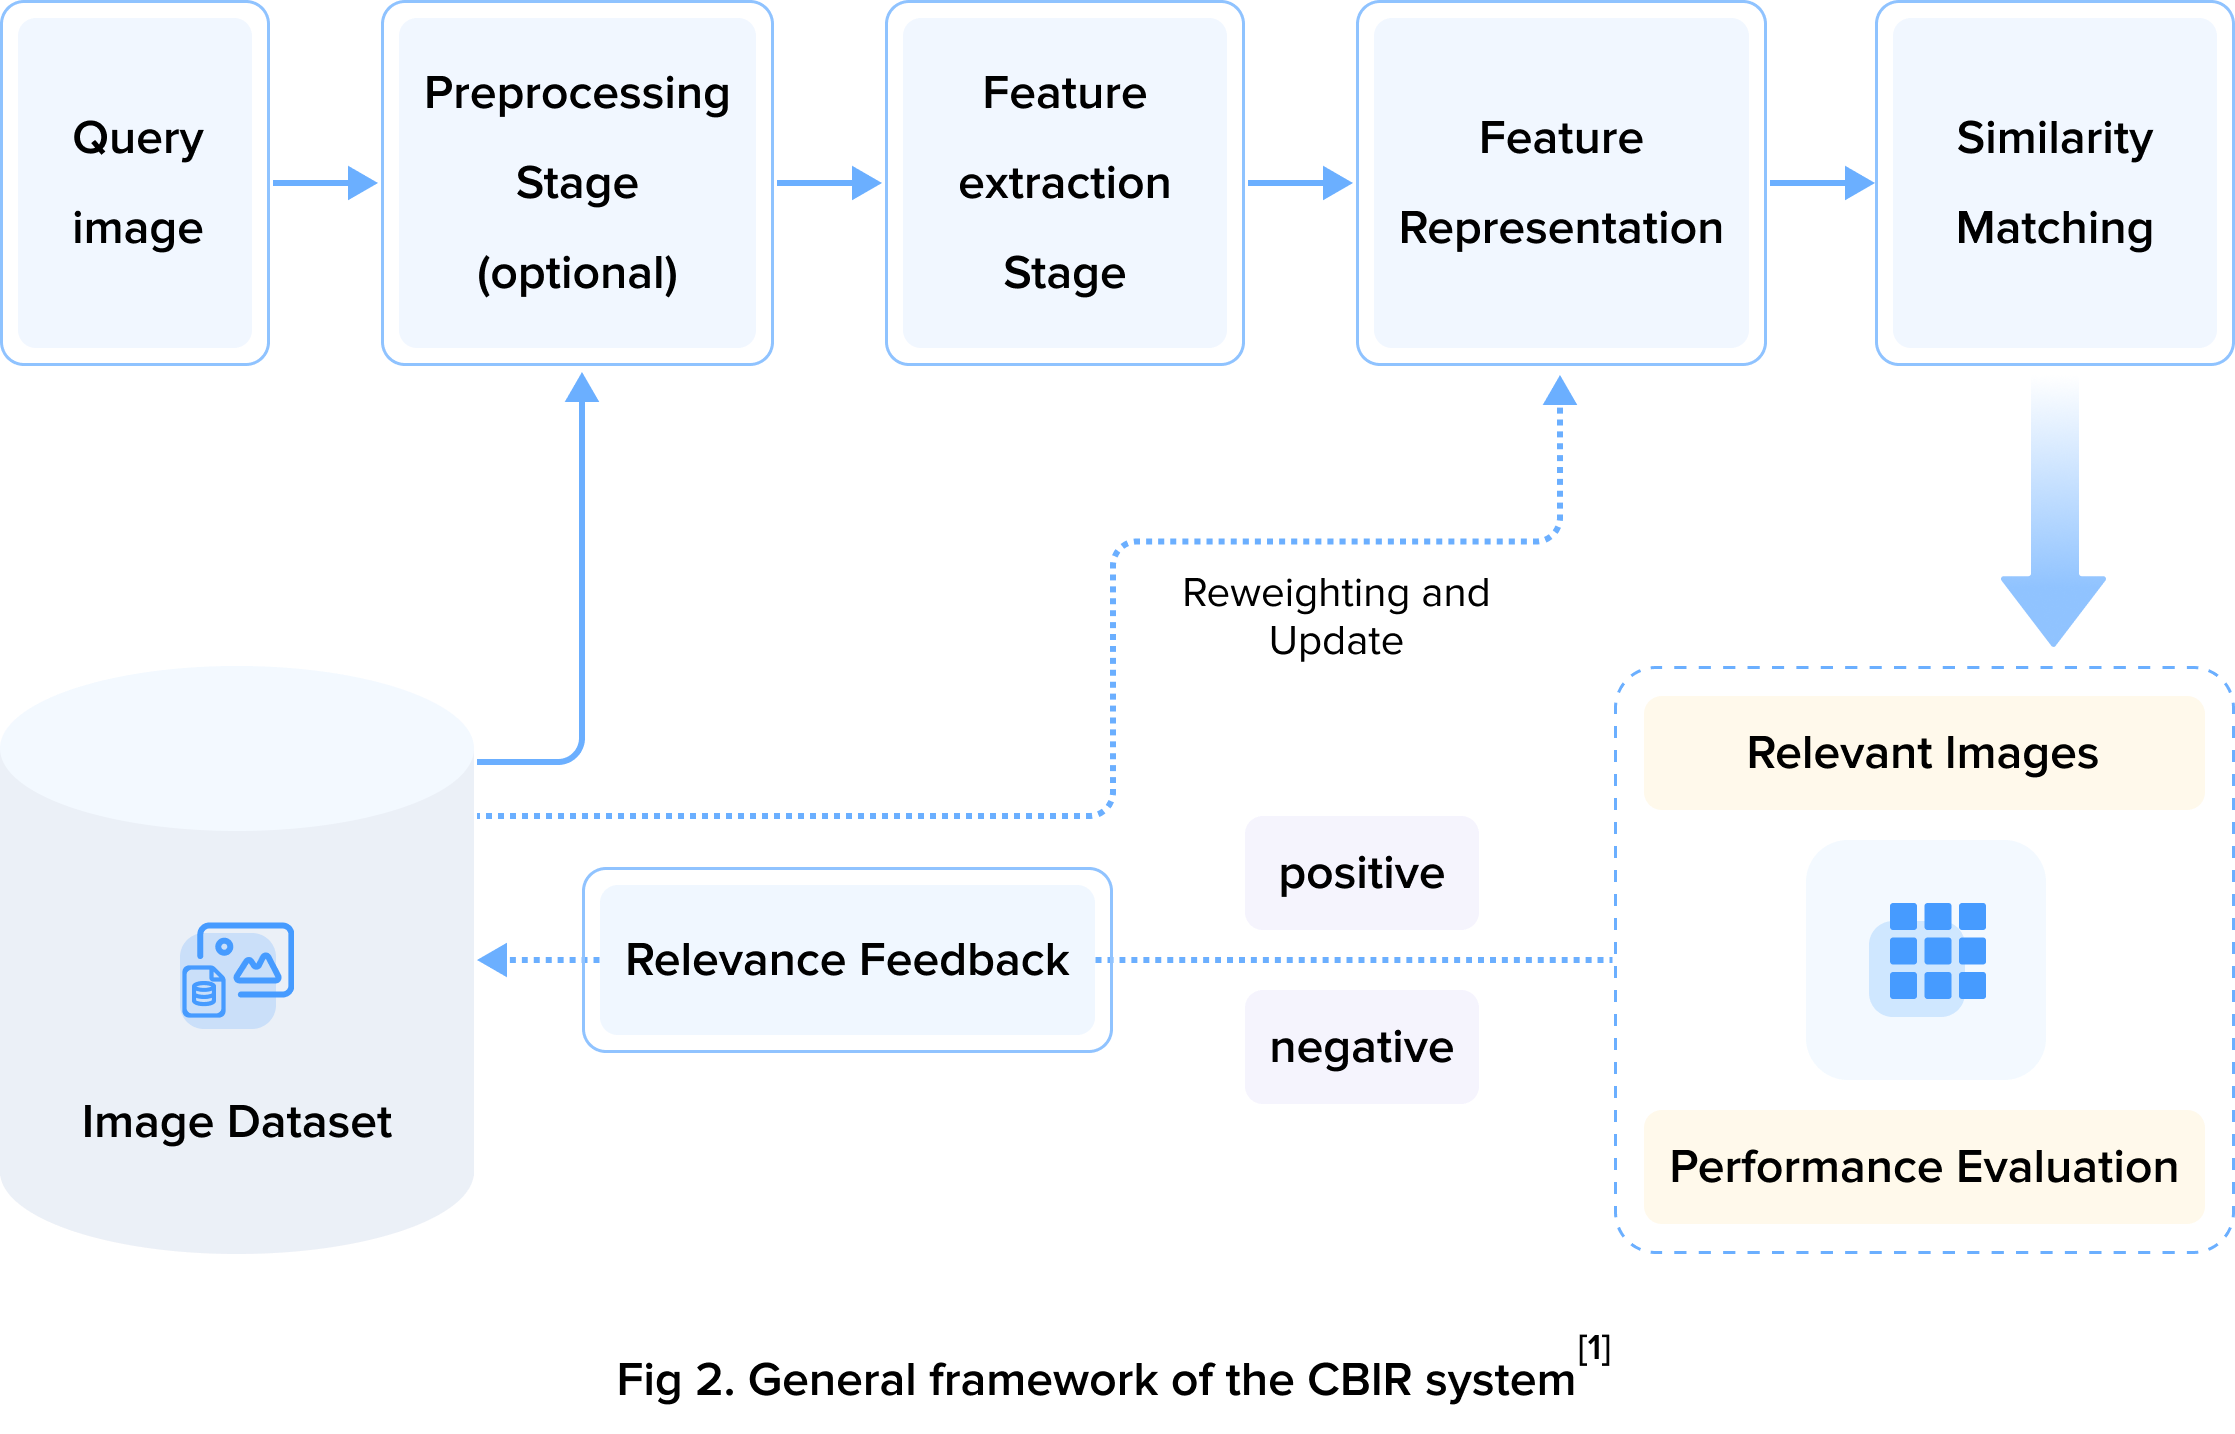 Query
image
Preprocessing
Stage
(optional)
Feature
extraction
Stage
Feature
Representation
Similarity
Matching
Reweighting and
Update
Relevant Images
positive
Relevance Feedback
negative
Image Dataset
Performance Evaluation
Fig 2. General framework of the CBIR system[1]